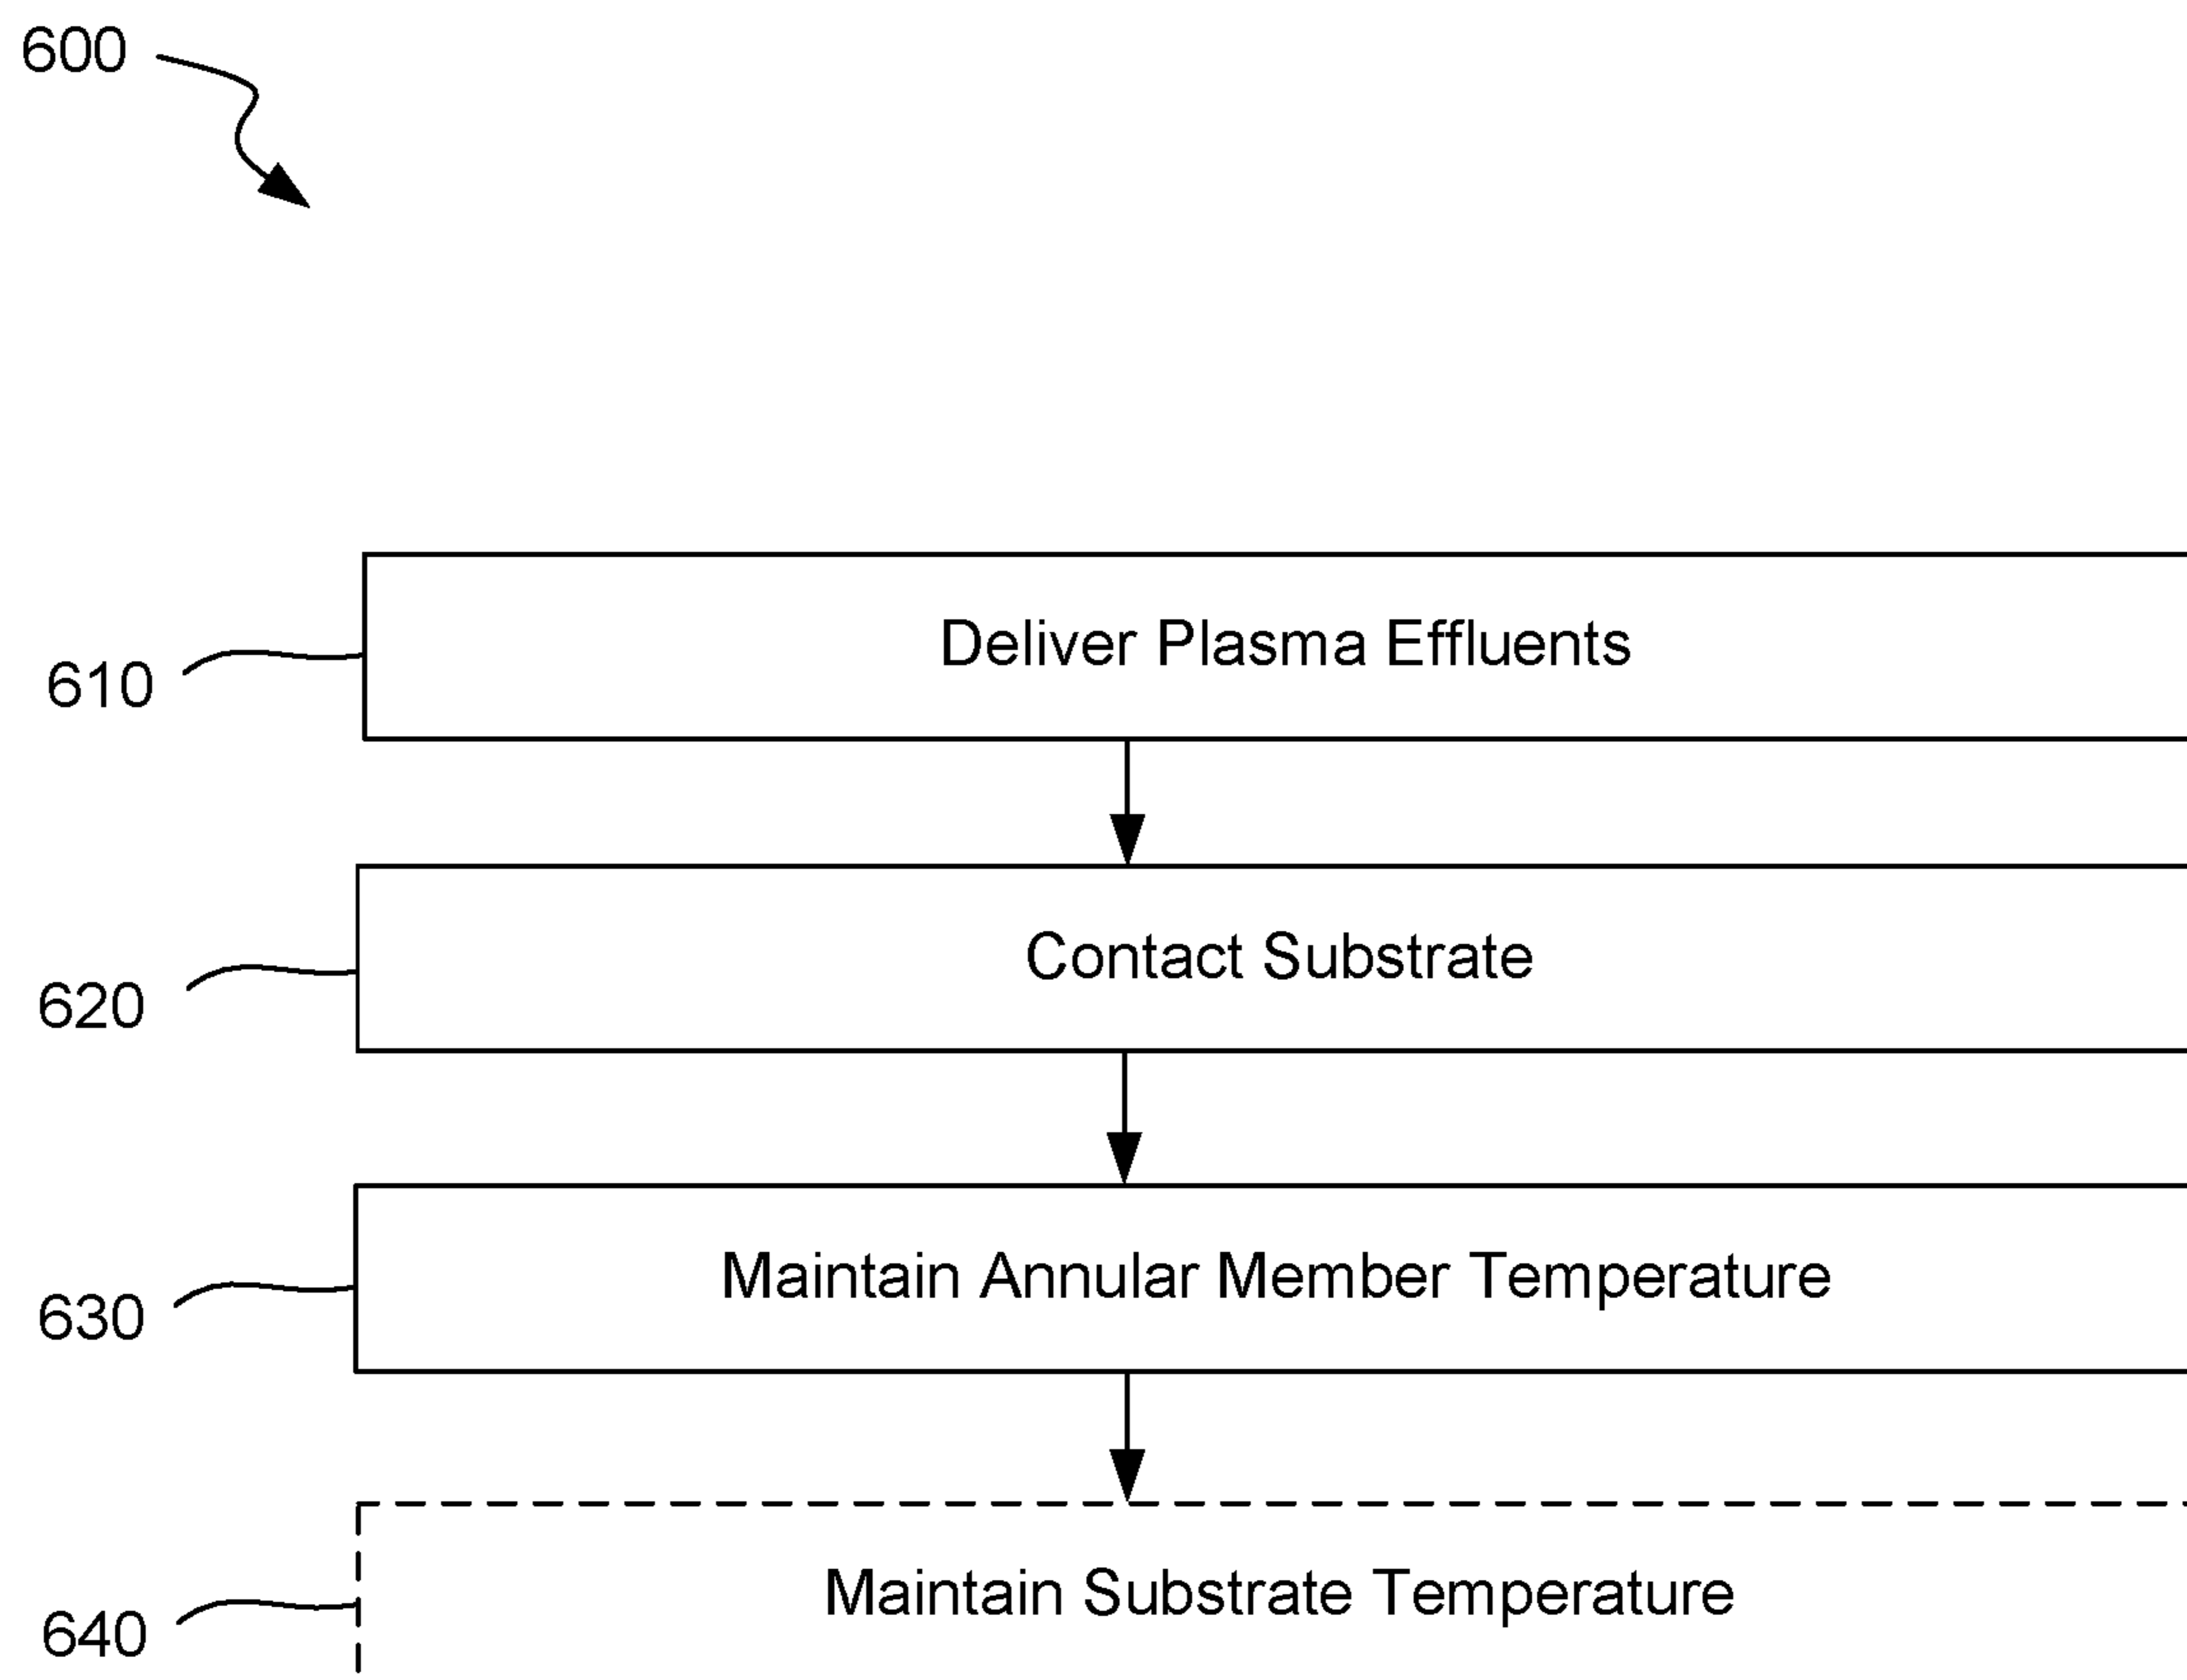 600
Deliver Plasma Effluents
610
Contact Substrate
620
Maintain Annular Member Temperature
630
Maintain Substrate Temperature
640